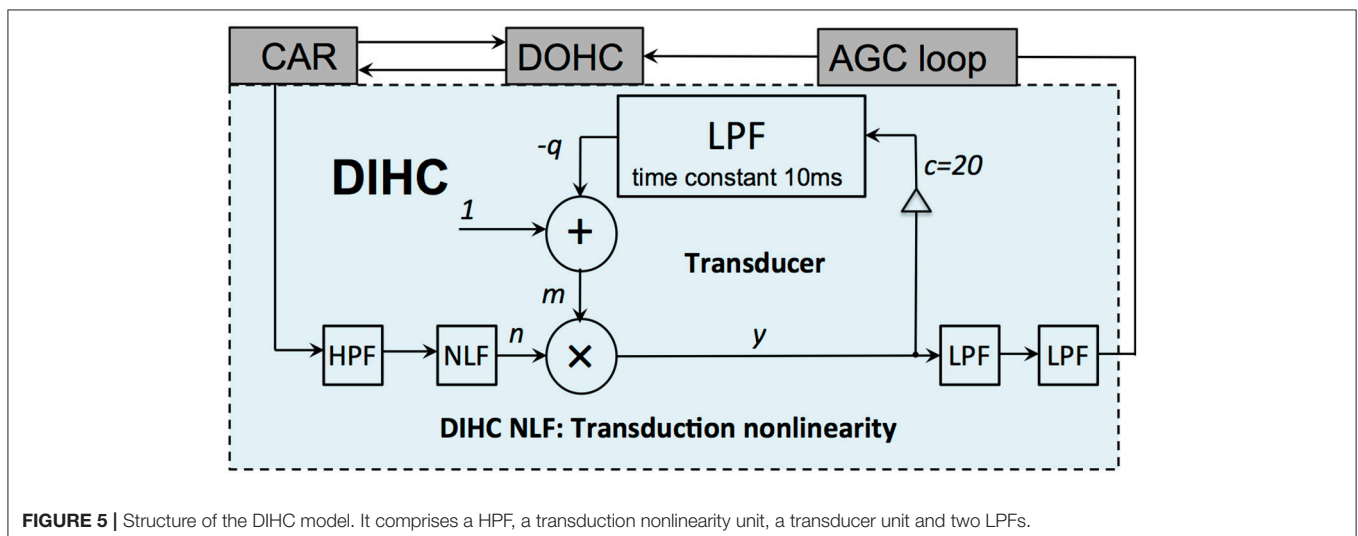 CAR
DOHC
AGC loop
LPF
time constant 10ms
-q
c=20
DIHC
1
+
Transducer
m
HPF
NLF
n
×
y
LPF
LPF
DIHC NLF: Transduction nonlinearity
FIGURE 5 | Structure of the DIHC model. It comprises a HPF, a transduction nonlinearity unit, a transducer unit and two LPFs.